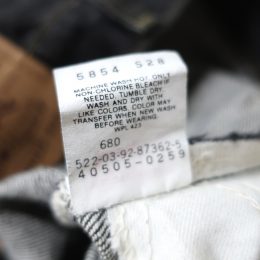 5854 S28
MACHINE WASH HOT, ONLY
NON-CHLORINE BLEACH IF
NEEDED. TUMBLE DRY.
WASH AND DRY WITH
LIKE COLORS. COLOR MAY
TRANSFER WHEN NEW WASH
BEFORE WEARING.
WPL 423
680
522-03-92-87362-5
40505-0259